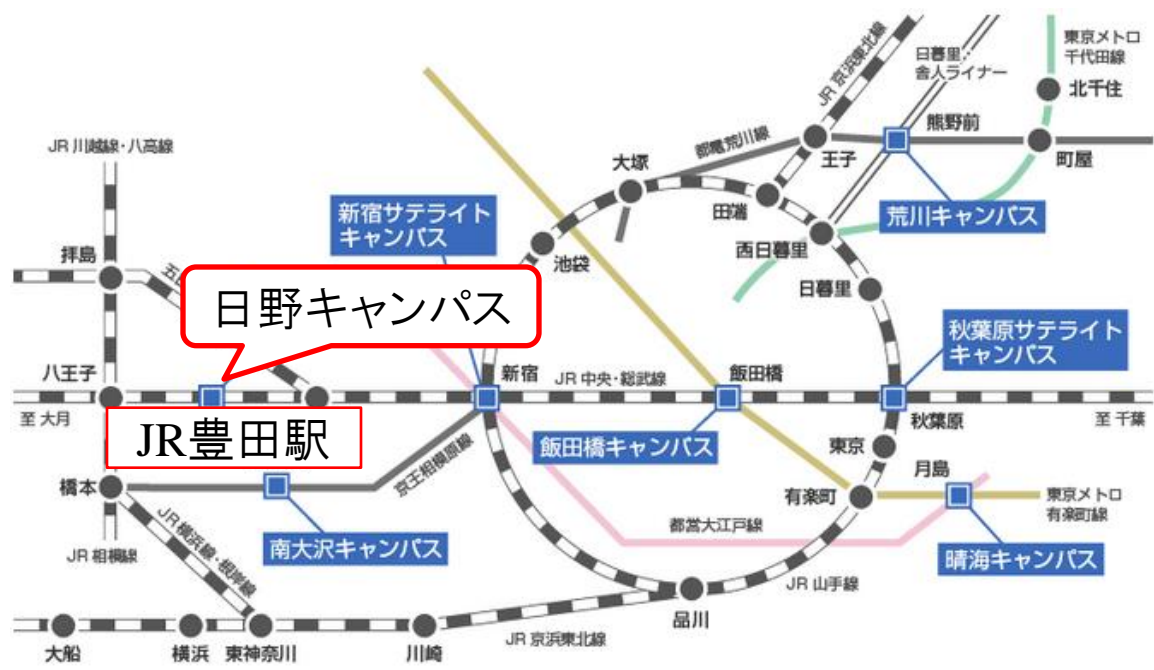 東京メトロ
千代田線
日暮里・
舎人ライナー
JR 京浜東北線
北千住
熊野前
都電荒川線
王子
町屋
JR 川越線・八高線
大塚
田端
荒川キャンパス
新宿サテライト
キャンパス
西日暮里
拝島
池袋
五日
日暮里
日野キャンパス
秋葉原サテライト
キャンパス
八王子
新宿
JR 中央・総武線
飯田橋
至 大月
秋葉原
至 千葉
JR豊田駅
飯田橋キャンパス
東京
京王相模原線
月島
橋本
有楽町
東京メトロ
有楽町線
都営大江戸線
JR 相模線
JR 横浜線・根岸線
南大沢キャンパス
晴海キャンパス
JR 山手線
品川
JR 京浜東北線
大船
横浜
東神奈川
川崎